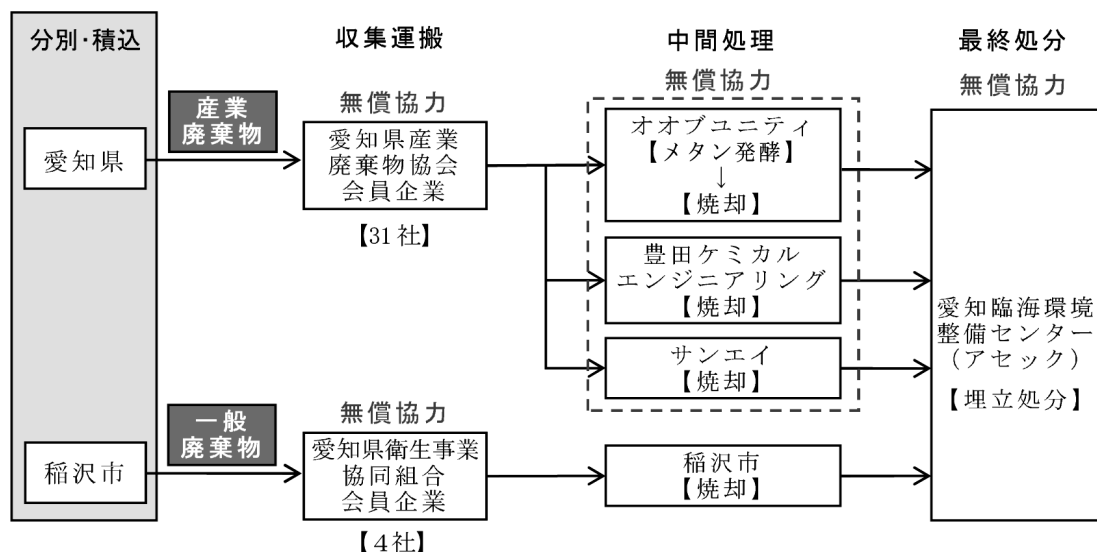 分別・積込
収集運搬
中間処理
最終処分
産業
廃棄物
愛知県
無償協力
愛知県産業
廃棄物協会
会員企業
【31社】
無償協力
オオブユニティ
【メタン発酵】
↓
【焼却】
豊田ケミカル
エンジニアリング
【焼却】
サンエイ
【焼却】
無償協力
愛知臨海環境
整備センター
(アセック)
【埋立処分】
一般
廃棄物
稲沢市
無償協力
愛知県衛生事業
協同組合
会員企業
【4社】
稲沢市
【焼却】